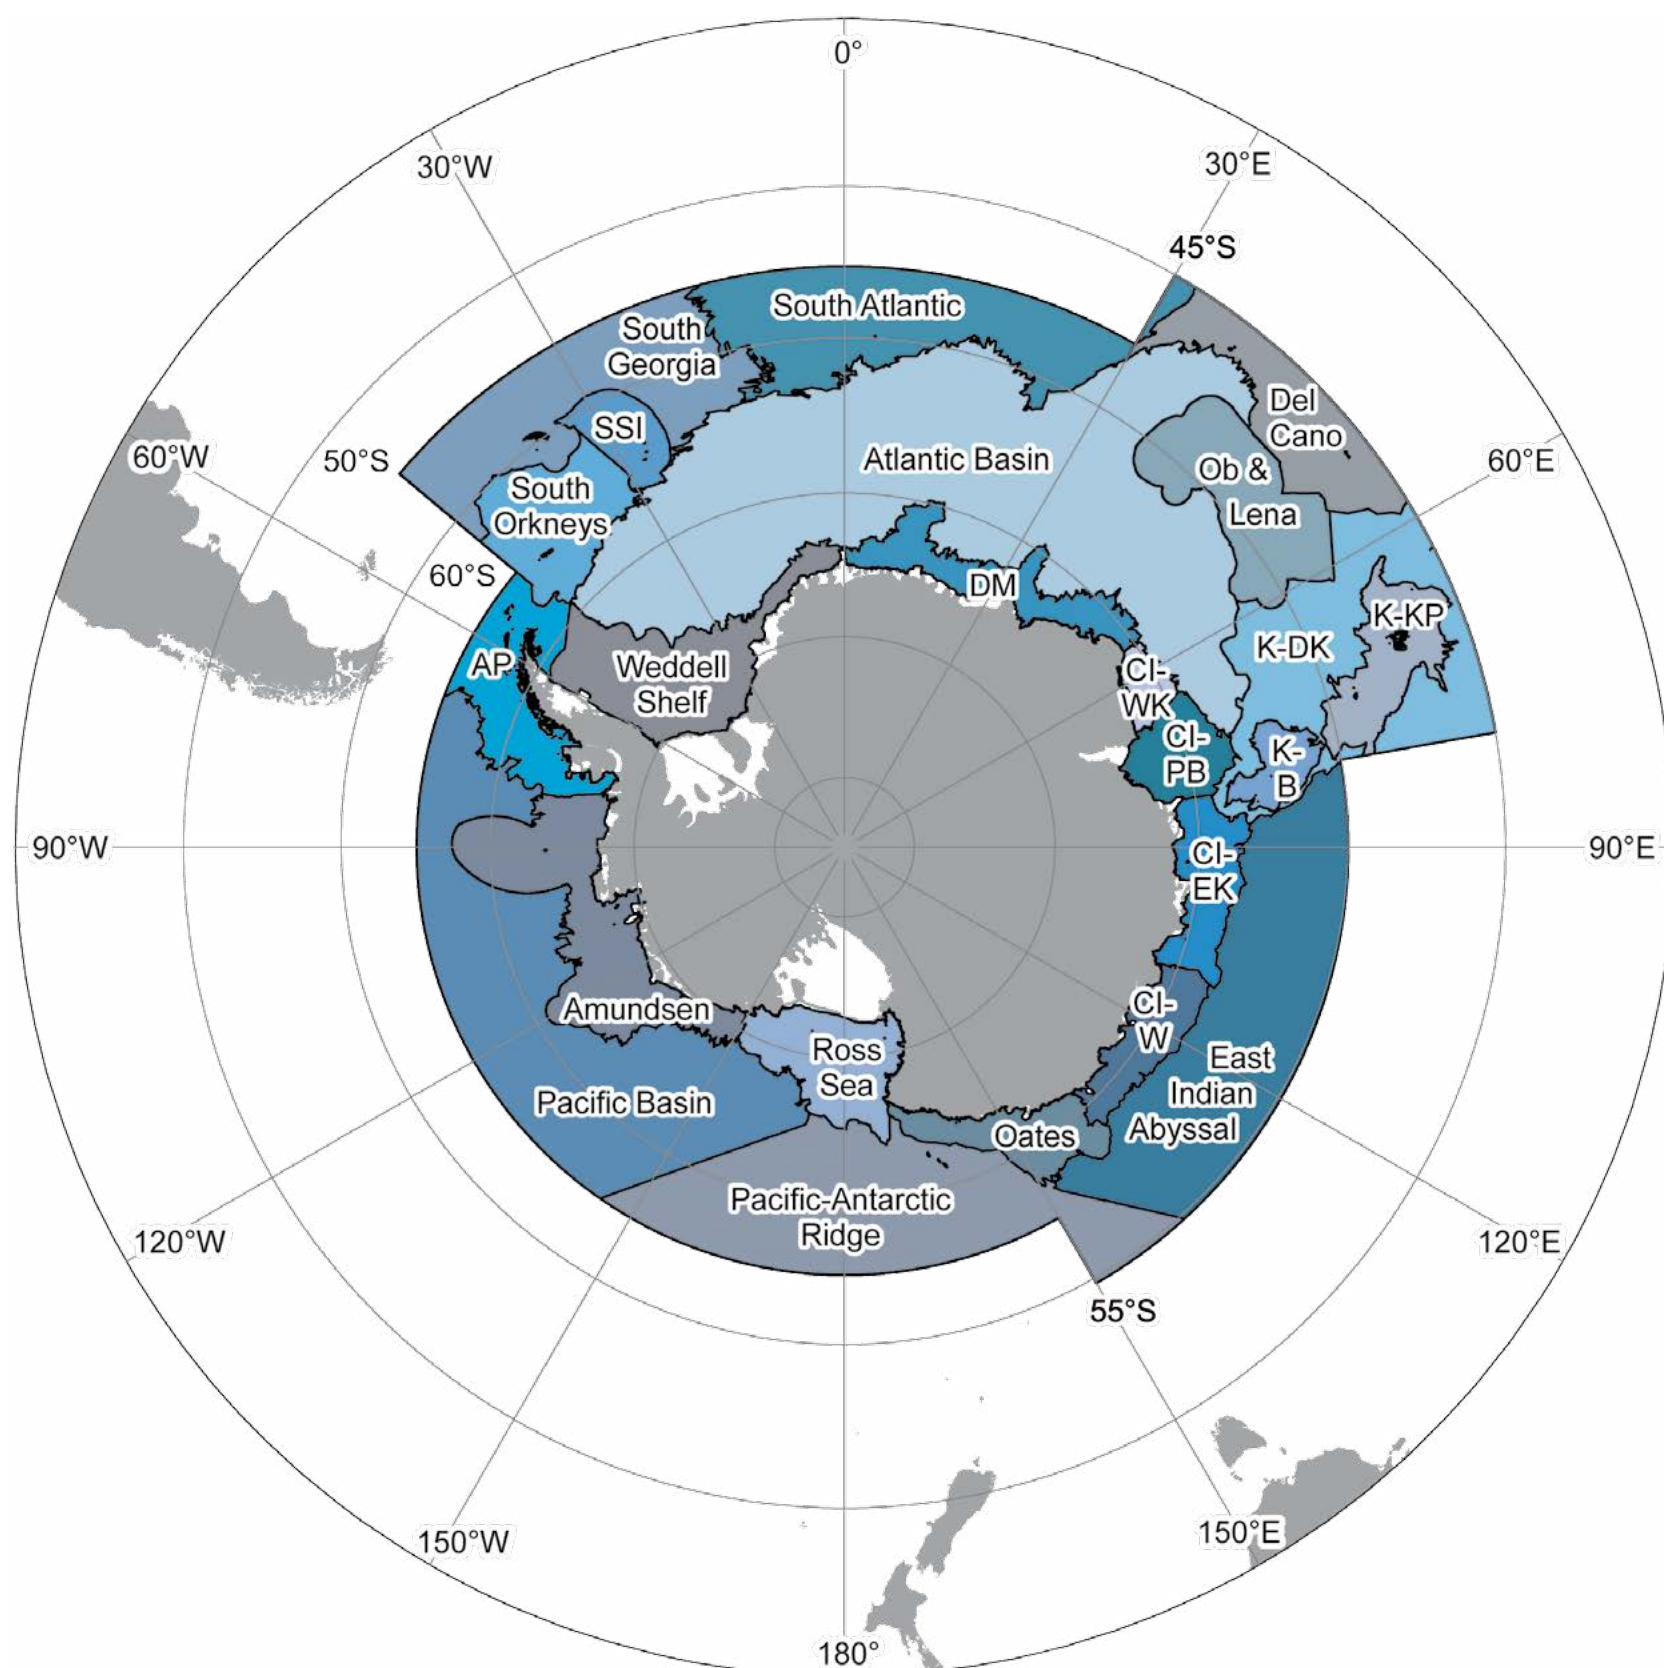 0°
30°W
30°E
45°S
South Atlantic
South
Georgia
Del
Cano
SSI
60°W
50°S
60°E
Atlantic Basin
Ob &
Lena
South
Orkneys
60°S
DM
K-KP
K-DK
AP
Weddell
Shelf
CI-
WK
CI-
PB
K-
B
90°W
90°E
CI-
EK
Amundsen
CI-
W
Ross
Sea
East
Indian
Abyssal
Pacific Basin
Oates
Pacific-Antarctic
Ridge
120°W
120°E
55°S
150°W
150°E
180°